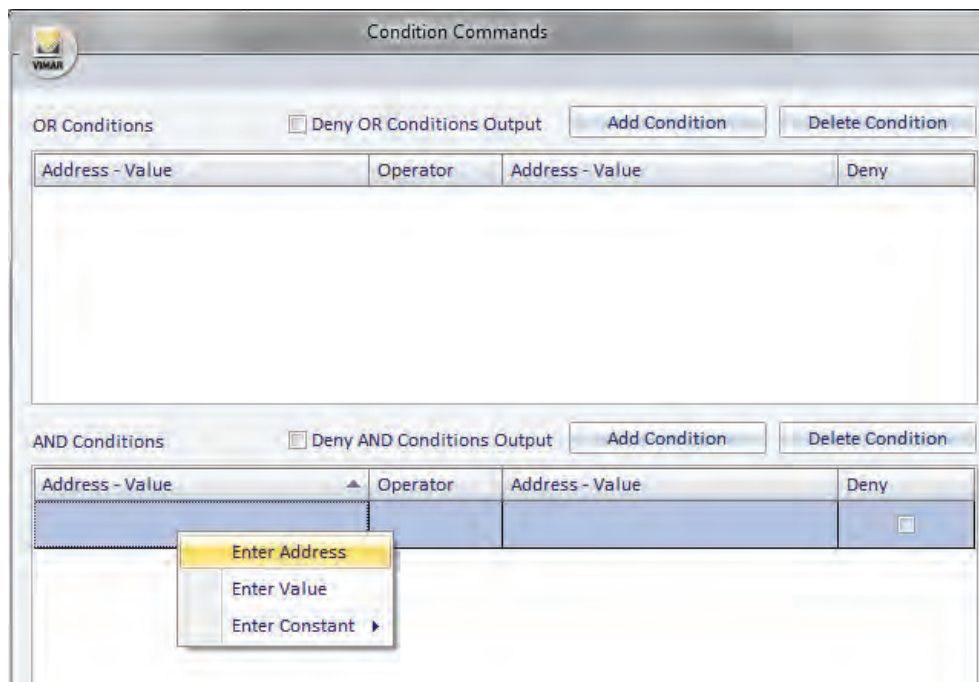 Condition Commands
VIMAR
OR Conditions Deny OR Conditions Output Add Condition Delete Condition
Address - Value Operator Address - Value Deny
AND Conditions Deny AND Conditions Output Add Condition Delete Condition
Address - Value Operator Address - Value Deny
Enter Address
Enter Value
Enter Constant